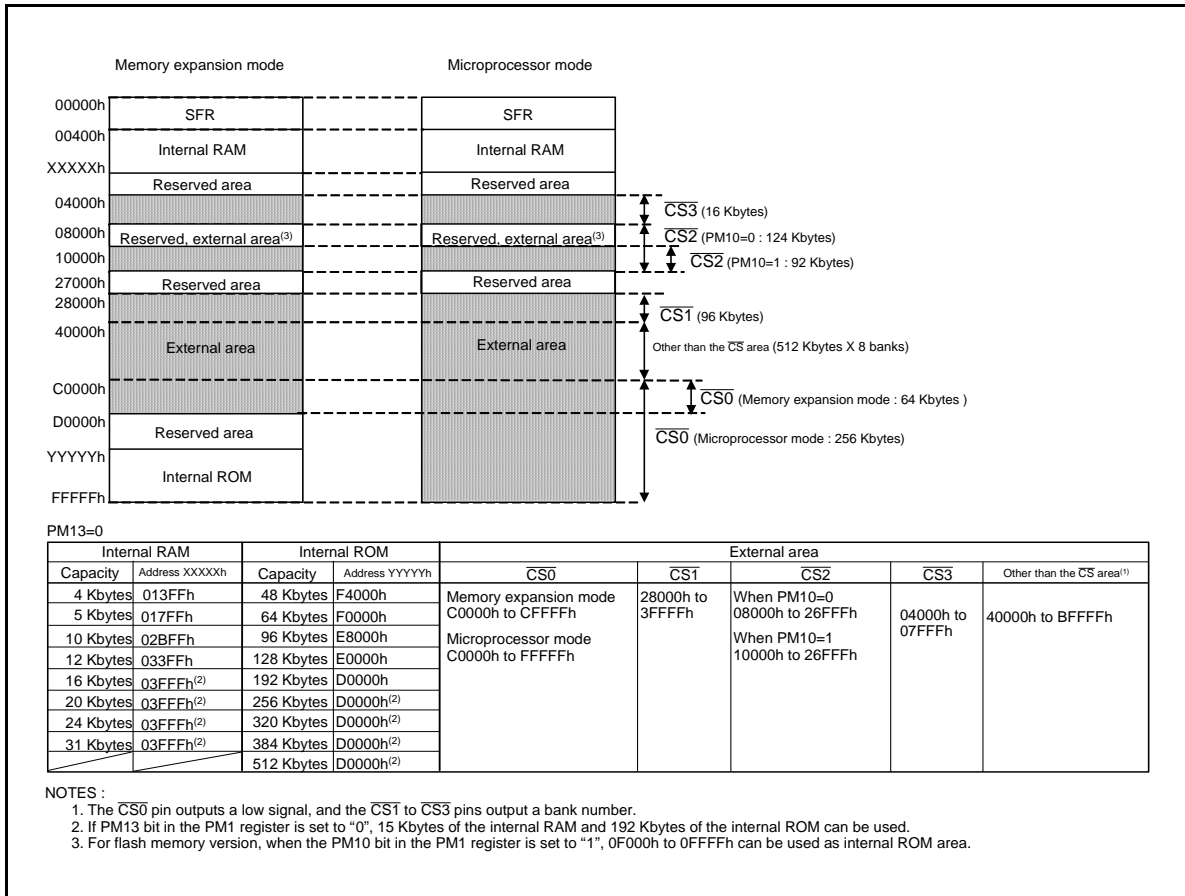 Memory expansion mode Microprocessor mode
00000h
SFR SFR
00400h
Internal RAM Internal RAM
XXXXXh
Reserved area Reserved area
04000h
CS3 (16 Kbytes)
08000h
Reserved, external area(3) Reserved, external area(3) CS2 (PM10=0 : 124 Kbytes)
10000h
CS2 (PM10=1 : 92 Kbytes)
27000h
Reserved area Reserved area
28000h
CS1 (96 Kbytes)
40000h
External area External area Other than the CS area (512 Kbytes X 8 banks)
C0000h
CS0 (Memory expansion mode : 64 Kbytes )
D0000h
Reserved area CS0 (Microprocessor mode : 256 Kbytes)
YYYYYh
Internal ROM
FFFFFh
PM13=0
Internal RAM Internal ROM External area
Capacity Address XXXXXh Capacity Address YYYYYh CS0 CS1 CS2 CS3 Other than the CS area(1)
4 Kbytes 013FFh 48 Kbytes F4000h Memory expansion mode 28000h to When PM10=0
5 Kbytes 017FFh 64 Kbytes F0000h C0000h to CFFFFh 3FFFFh 08000h to 26FFFh 04000h to 40000h to BFFFFh
10 Kbytes 02BFFh 96 Kbytes E8000h Microprocessor mode When PM10=1 07FFFh
12 Kbytes 033FFh 128 Kbytes E0000h C0000h to FFFFFh 10000h to 26FFFh
16 Kbytes 03FFFh(2) 192 Kbytes D0000h
20 Kbytes 03FFFh(2) 256 Kbytes D0000h(2)
24 Kbytes 03FFFh(2) 320 Kbytes D0000h(2)
31 Kbytes 03FFFh(2) 384 Kbytes D0000h(2)
512 Kbytes D0000h(2)
NOTES :
1. The CS0 pin outputs a low signal, and the CS1 to CS3 pins output a bank number.
2. If PM13 bit in the PM1 register is set to “0”, 15 Kbytes of the internal RAM and 192 Kbytes of the internal ROM can be used.
3. For flash memory version, when the PM10 bit in the PM1 register is set to “1”, 0F000h to 0FFFFh can be used as internal ROM area.